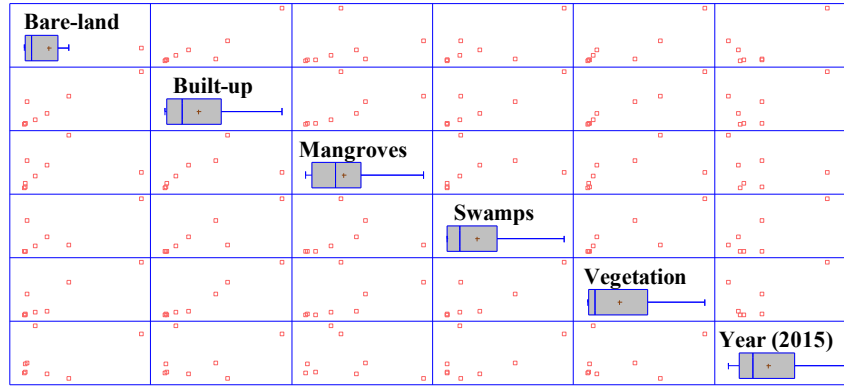 Bare-land
Built-up
Mangroves
Swamps
Vegetation
Year (2015)